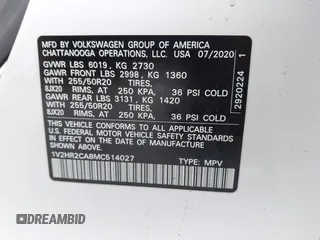 MFD BY VOLKSWAGEN GROUP OF AMERICA
CHATTANOOGA OPERATIONS, LLC. USA 07/2020
GVWR LBS 6019, KG 2730
GAWR FRONT LBS 2998, KG 1360
WITH 255/50R20 TIRES,
8JX20 RIMS, AT 250 KPA, 36 PSI COLD
GAWR REAR LBS 3131, KG 1420
WITH 255/50R20 TIRES,
8JX20 RIMS, AT 250 KPA, 36 PSI COLD
THIS VEHICLE CONFORMS TO ALL APPLICABLE
U.S. FEDERAL MOTOR VEHICLE SAFETY STANDARDS
IN EFFECT ON THE DATE OF MANUFACTURE
SHOWN ABOVE.
1V2HR2CA8MC514027 TYPE: MPV
2920224 1